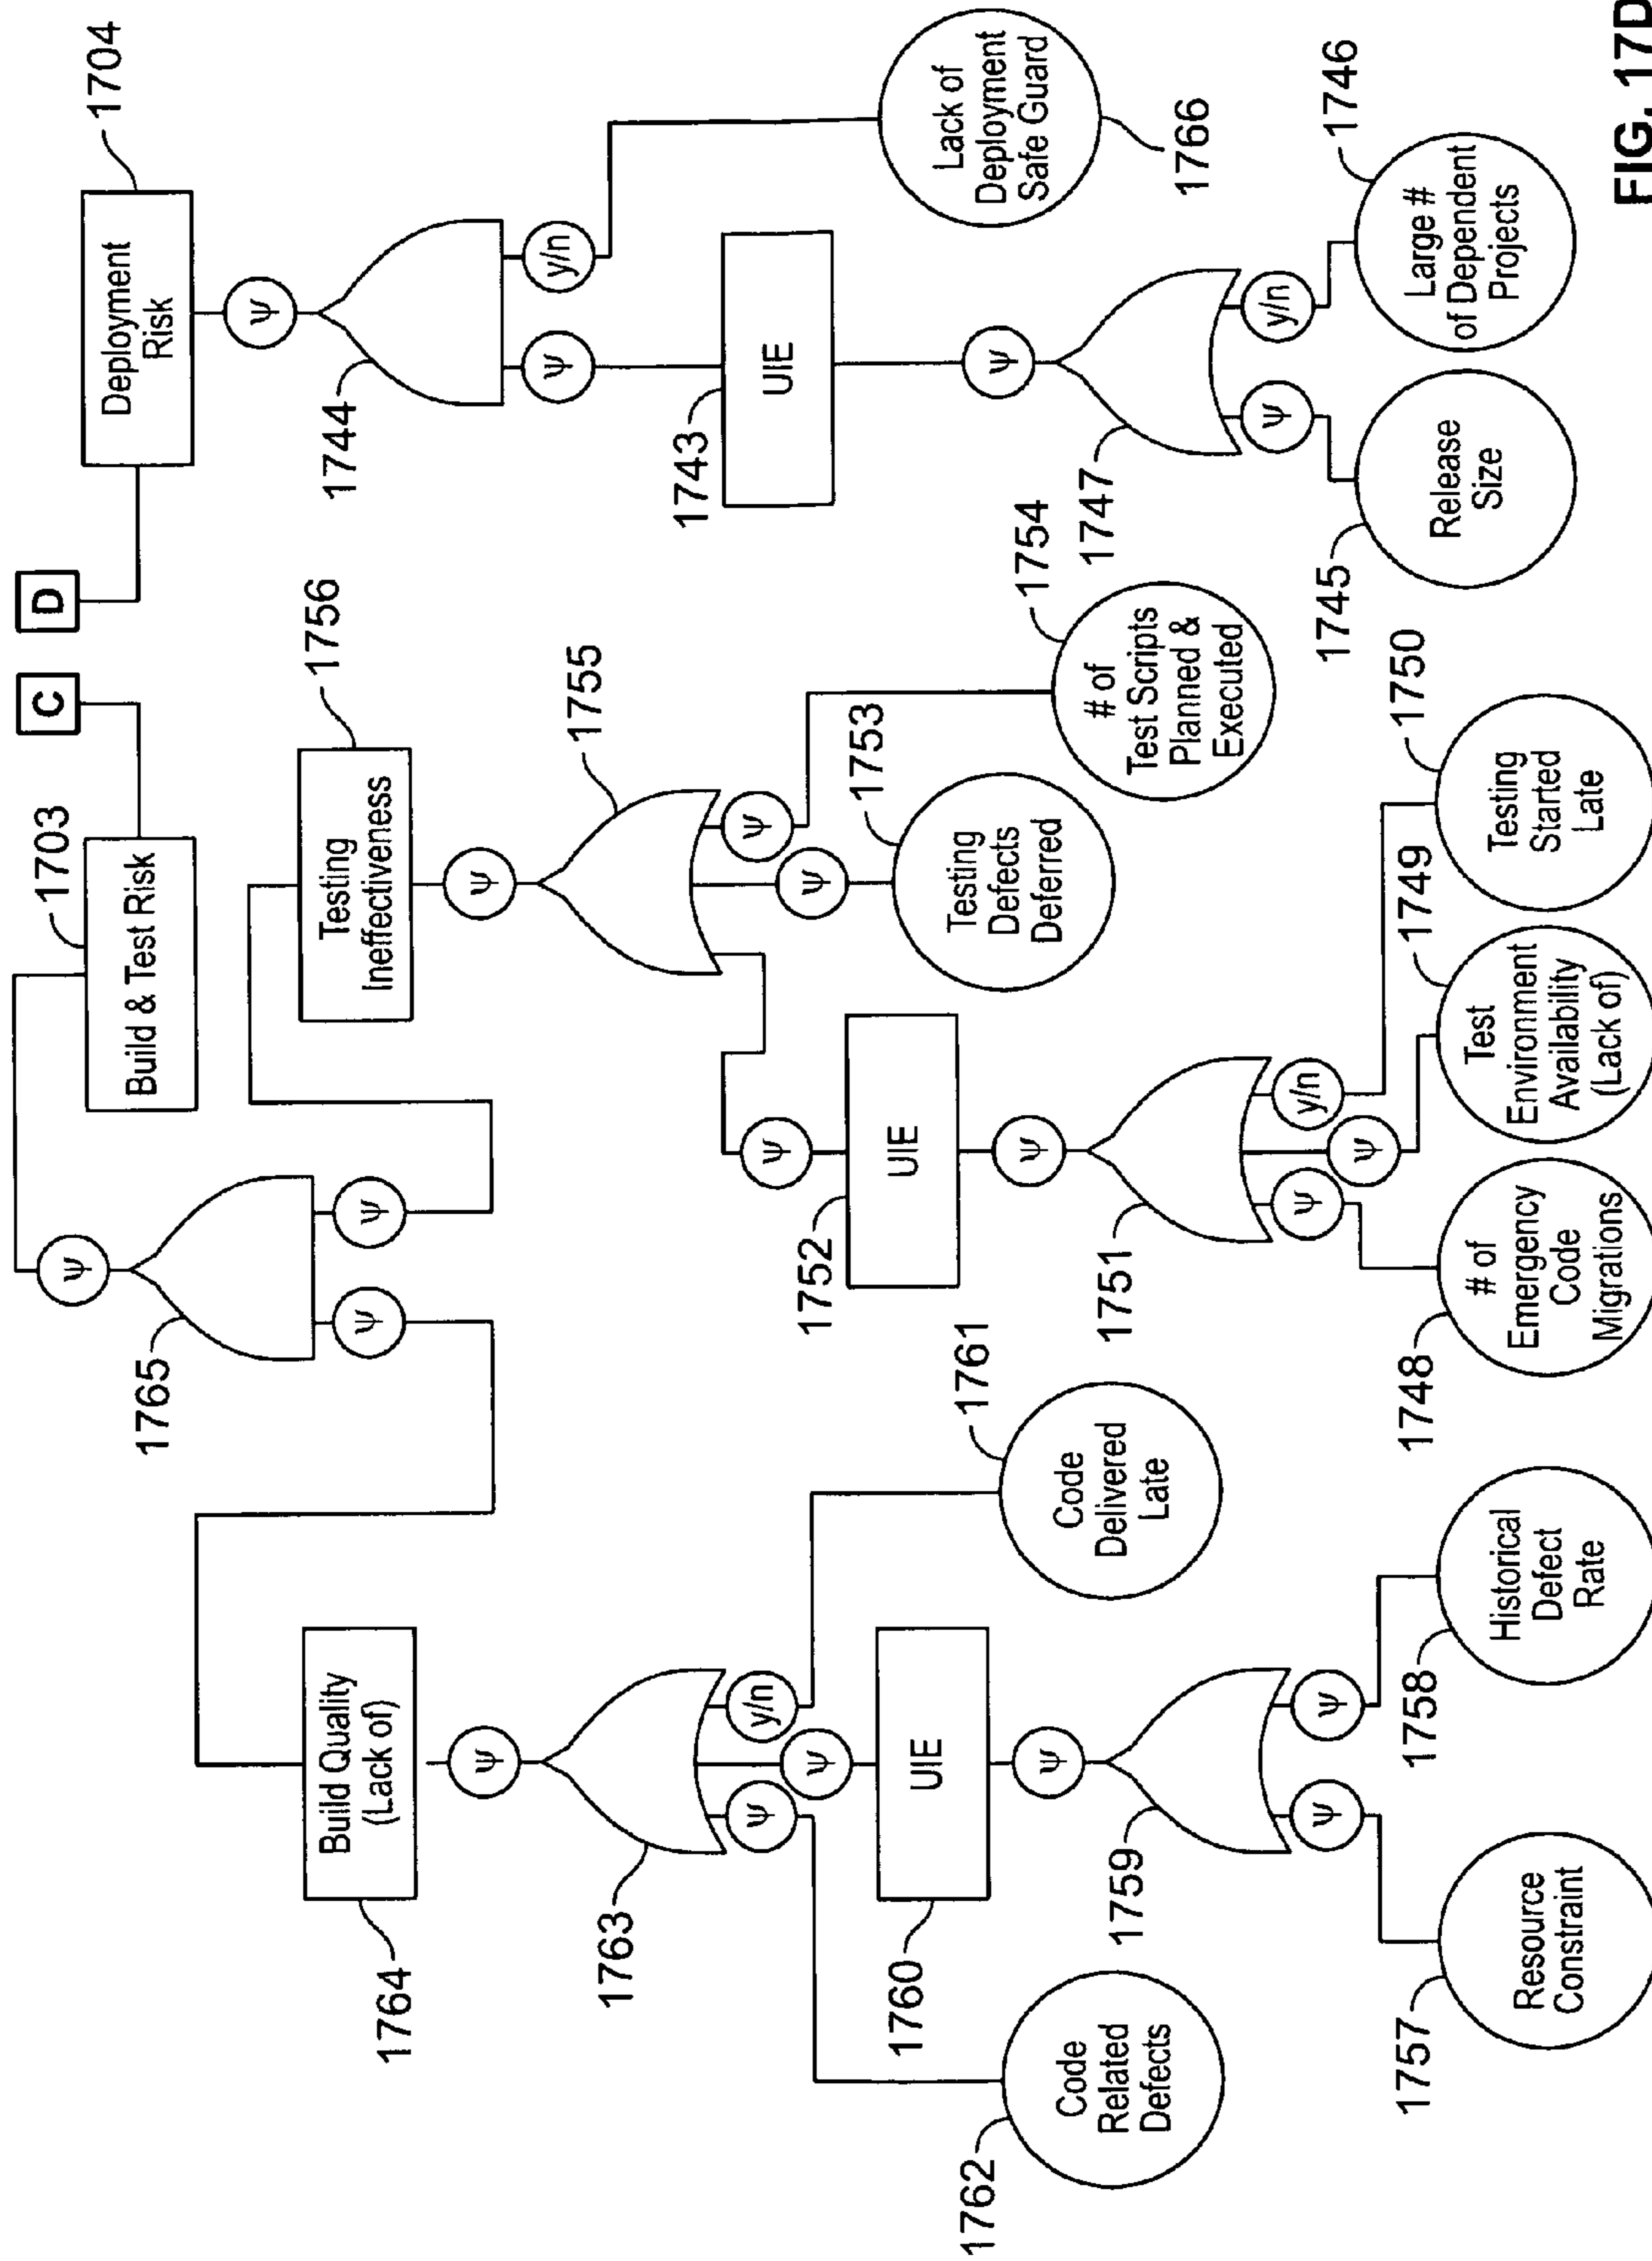 C
D
1703
Build & Test Risk
Deployment
Risk
1704
ψ
1765
ψ
ψ
ψ
1744
ψ
y/n
Lack of
Deployment
Safe Guard
1766
Build Quality
(Lack of)
1764
Testing
Ineffectiveness
1756
UIE
1743
ψ
1763
ψ
ψ
y/n
ψ
1755
ψ
ψ
ψ
1747
ψ
y/n
Code
Related
Defects
1762
UIE
1760
Code
Delivered
Late
1761
ψ
UIE
1752
Testing
Defects
Deferred
1753
# of
Test Scripts
Planned &
Executed
1754
Release
Size
1745
Large #
of Dependent
Projects
1746
ψ
1759
ψ
ψ
ψ
1751
ψ
ψ
y/n
Resource
Constraint
1757
Historical
Defect
Rate
1758
# of
Emergency
Code
Migrations
1748
Test
Environment
Availability
(Lack of)
1749
Testing
Started
Late
1750
FIG. 17D